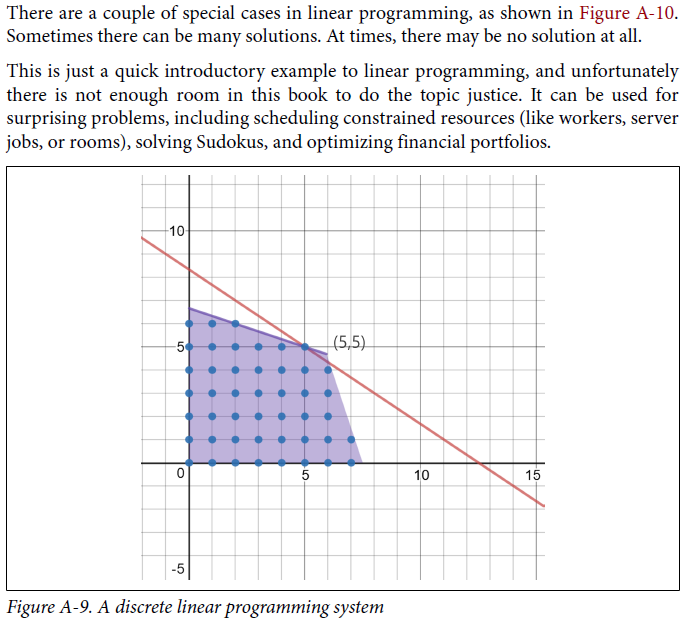 There are a couple of special cases in linear programming, as shown in Figure A-10.
Sometimes there can be many solutions. At times, there may be no solution at all.
This is just a quick introductory example to linear programming, and unfortunately
there is not enough room in this book to do the topic justice. It can be used for
surprising problems, including scheduling constrained resources (like workers, server
jobs, or rooms), solving Sudokus, and optimizing financial portfolios.
10
5
(5,5)
0
5
10
15
-5
Figure A-9. A discrete linear programming system